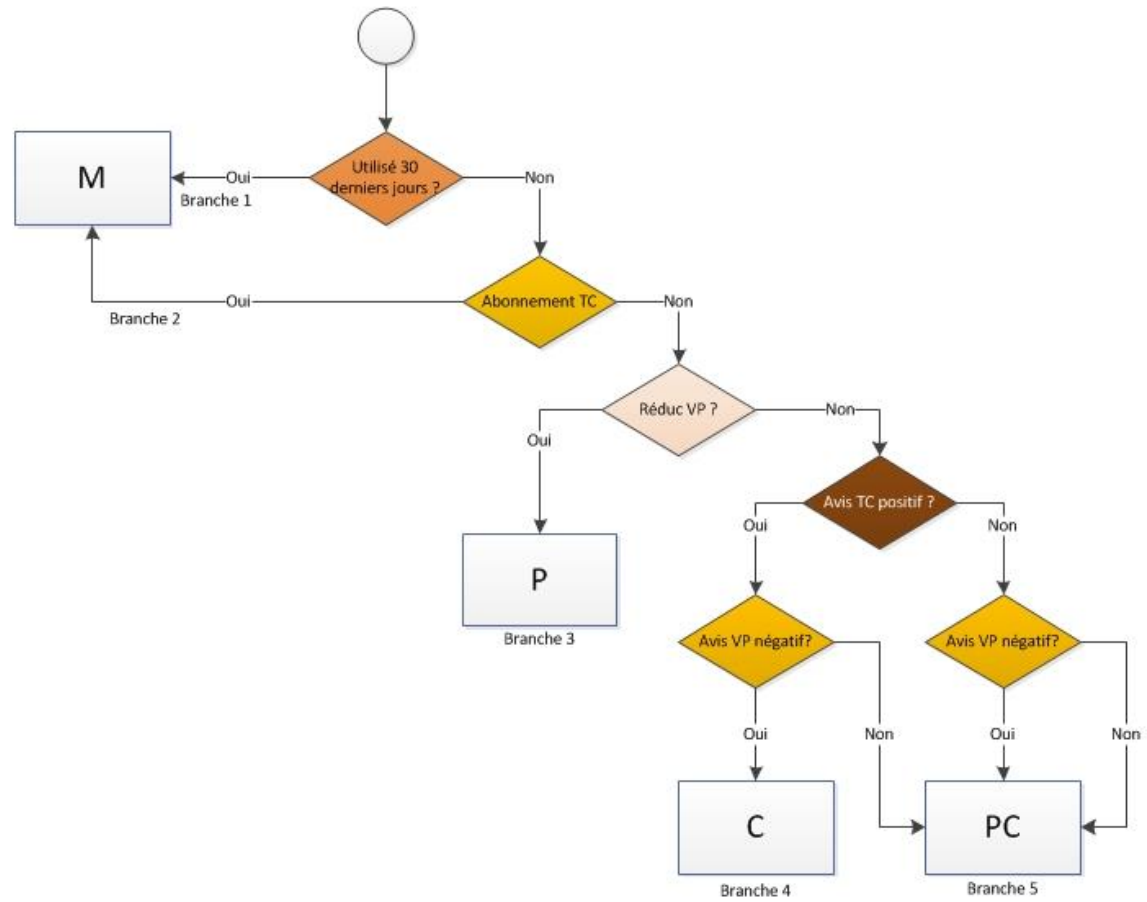 Utilisé 30
derniers jours ?
M
Oui
Non
Branche 1
Abonnement TC
Oui
Non
Branche 2
Réduc VP ?
Oui
Non
Avis TC positif ?
Oui
Non
P
Branche 3
Avis VP négatif?
Avis VP négatif?
Oui
Non
Oui
Non
C
PC
Branche 4
Branche 5